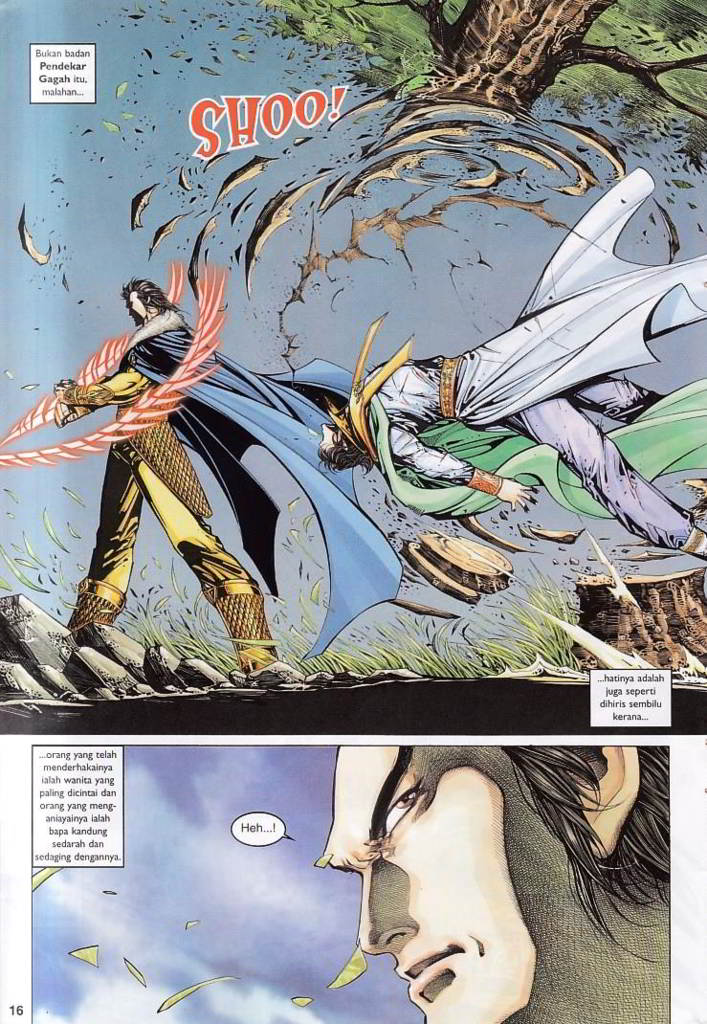 Bukan badan
Pendekar
Gagah itu,
malahan...
SHOO!
...hatinya adalah
juga seperti
dihiris sembilu
kerana...
...orang yang telah
menderhakainya
ialah wanita yang
paling dicintai dan
orang yang meng-
aniayainya ialah
bapa kandung
sedarah dan
sedaging dengannya.
Heh...!
16